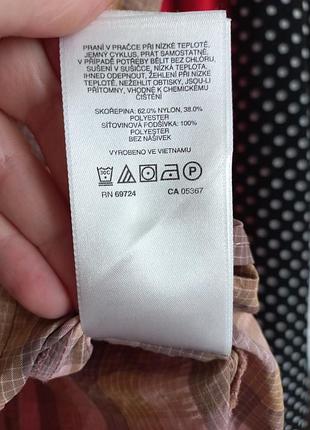 PRANÍ V PRAČCE PŘI NÍZKÉ TEPLOTĚ,
JEMNÝ CYKLUS, PRÁT SAMOSTATNĚ.
V PŘÍPADĚ POTŘEBY BĚLIT BEZ CHLÓRU,
SUŠENÍ V SUŠIČCE, NÍZKÁ TEPLOTA.
IHNED ODEPNOUT, ŽEHLENÍ PŘI NÍZKÉ
TEPLOTĚ, NEŽEHLIT OBTISKY, JSOU-LI
PŘÍTOMNY, VHODNÉ K CHEMICKÉMU
ČIŠTĚNÍ
SKOŘEPINA: 62.0% NYLON, 38.0%
POLYESTER
SÍŤOVINOVÁ PODŠÍVKA: 100%
POLYESTER
BEZ NÁŠIVEK
VYROBENO VE VIETNAMU
RN 69724 CA 05367